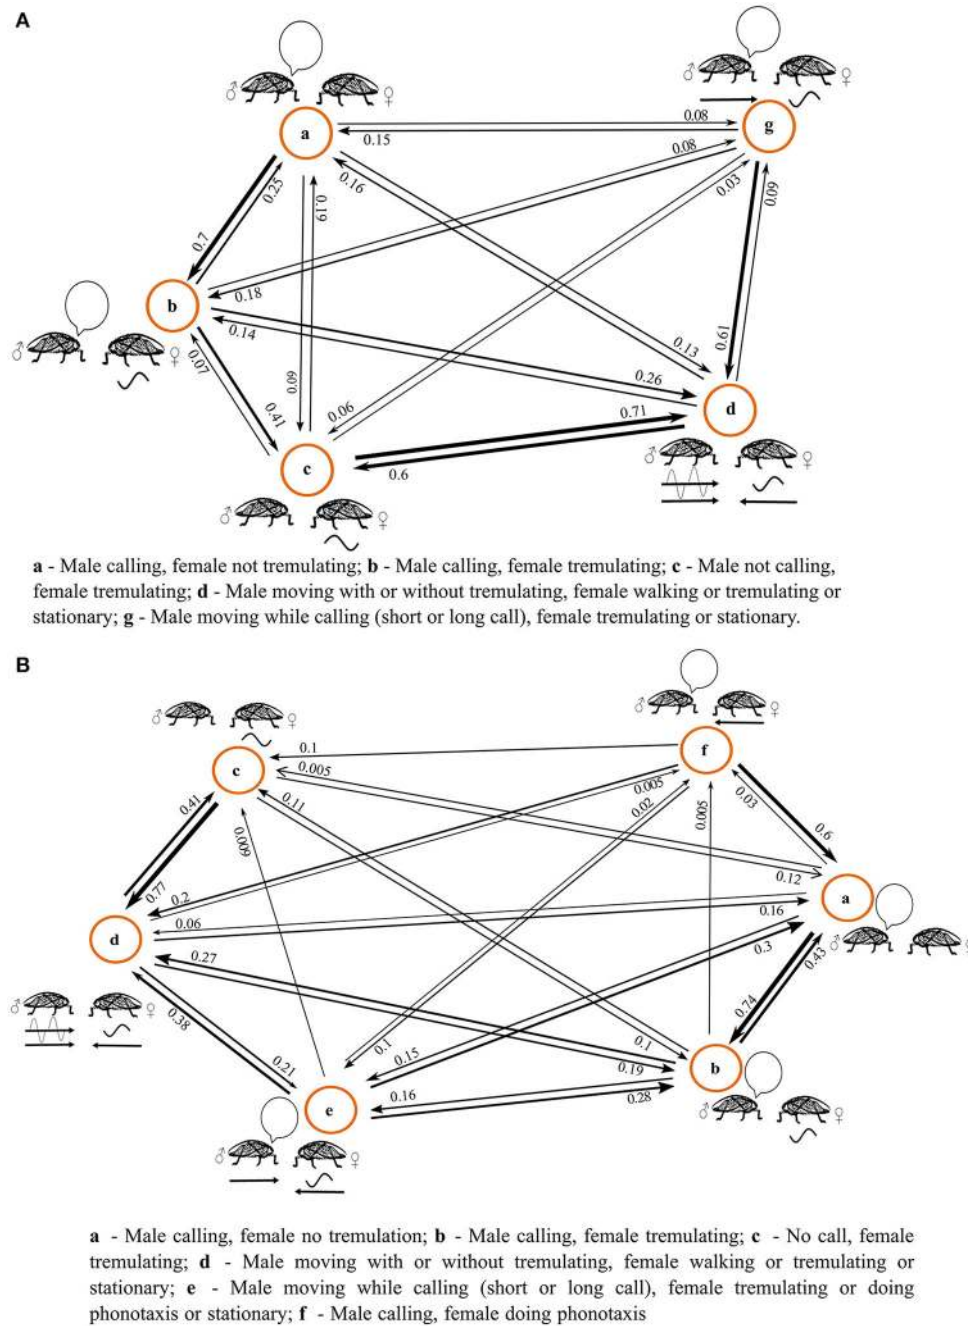 A
♂ ♀
♂ ♀
a
g
0.08
0.15
0.08
0.25
0.16
0.19
0.03
0.09
0.7
b
0.18
0.14
♂ ♀
0.07
0.41
0.09
0.06
0.13
0.26
0.61
d
0.71
0.6
c
♂ ♀
♂ ♀
a - Male calling, female not tremulating; b - Male calling, female tremulating; c - Male not calling,
female tremulating; d - Male moving with or without tremulating, female walking or tremulating or
stationary; g - Male moving while calling (short or long call), female tremulating or stationary.
B
♂ ♀
♂ ♀
f
c
0.1
0.005
0.005
0.41
0.11
0.02
0.03
0.005
0.6
0.009
0.77
0.12
a
0.2
0.06
0.16
d
♂ ♀
0.27
0.3
0.43
0.74
0.38
0.1
0.15
0.1
0.21
0.19
b
♂ ♀
0.16
0.28
e
♂ ♀
♂ ♀
a - Male calling, female no tremulation; b - Male calling, female tremulating; c - No call, female
tremulating; d - Male moving with or without tremulating, female walking or tremulating or
stationary; e - Male moving while calling (short or long call), female tremulating or doing
phonotaxis or stationary; f - Male calling, female doing phonotaxis